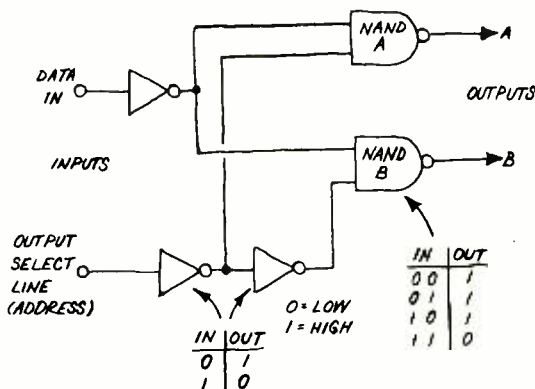 NAND
A
A
DATA
IN
OUTPUTS
INPUTS
NAND
B
B
OUTPUT
SELECT
LINE
(ADDRESS)
0 = LOW
1 = HIGH
IN OUT
0 0 1
0 1 1
1 0 1
1 1 0
IN OUT
0 1
1 0